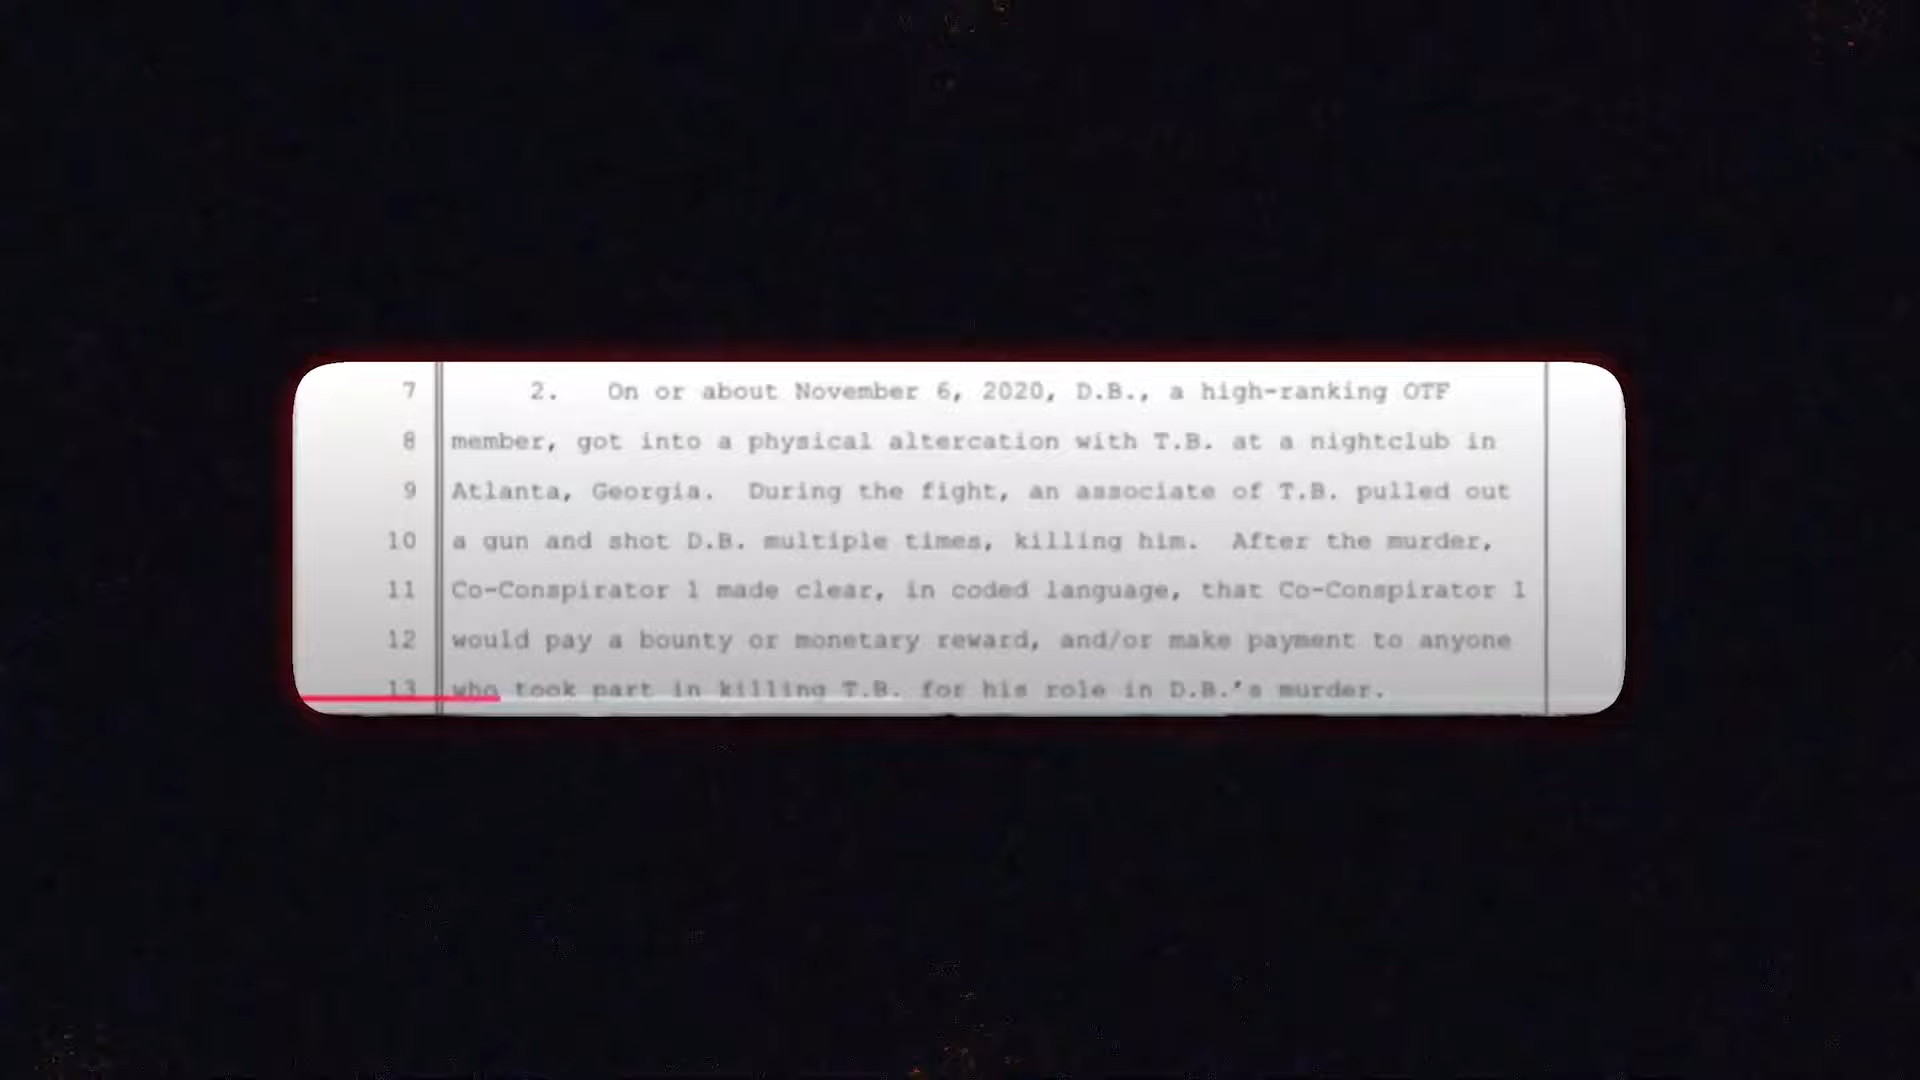 7 2. On or about November 6, 2020, D.B., a high-ranking OTF
8 member, got into a physical altercation with T.B. at a nightclub in
9 Atlanta, Georgia. During the fight, an associate of T.B. pulled out
10 a gun and shot D.B. multiple times, killing him. After the murder,
11 Co-Conspirator 1 made clear, in coded language, that Co-Conspirator 1
12 would pay a bounty or monetary reward, and/or make payment to anyone
13 who took part in killing T.B. for his role in D.B.'s murder.